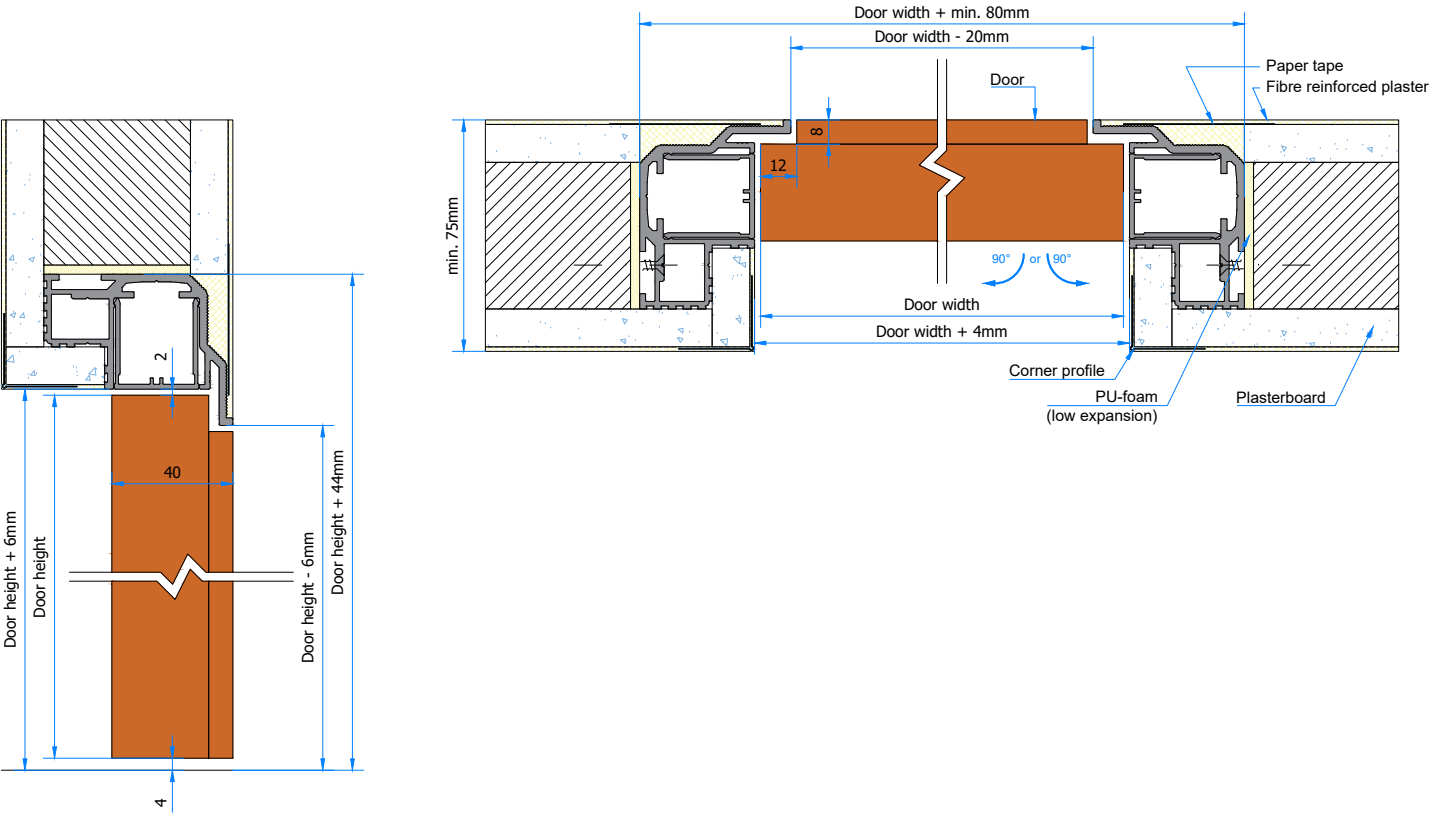 Door width + min. 80mm
Door width - 20mm
Paper tape
Fibre reinforced plaster
Door
8
12
min. 75mm
90° or 90°
Door width
Door width + 4mm
Corner profile
PU-foam
(low expansion)
Plasterboard
2
40
Door height + 6mm
Door height
Door height - 6mm
Door height + 44mm
4